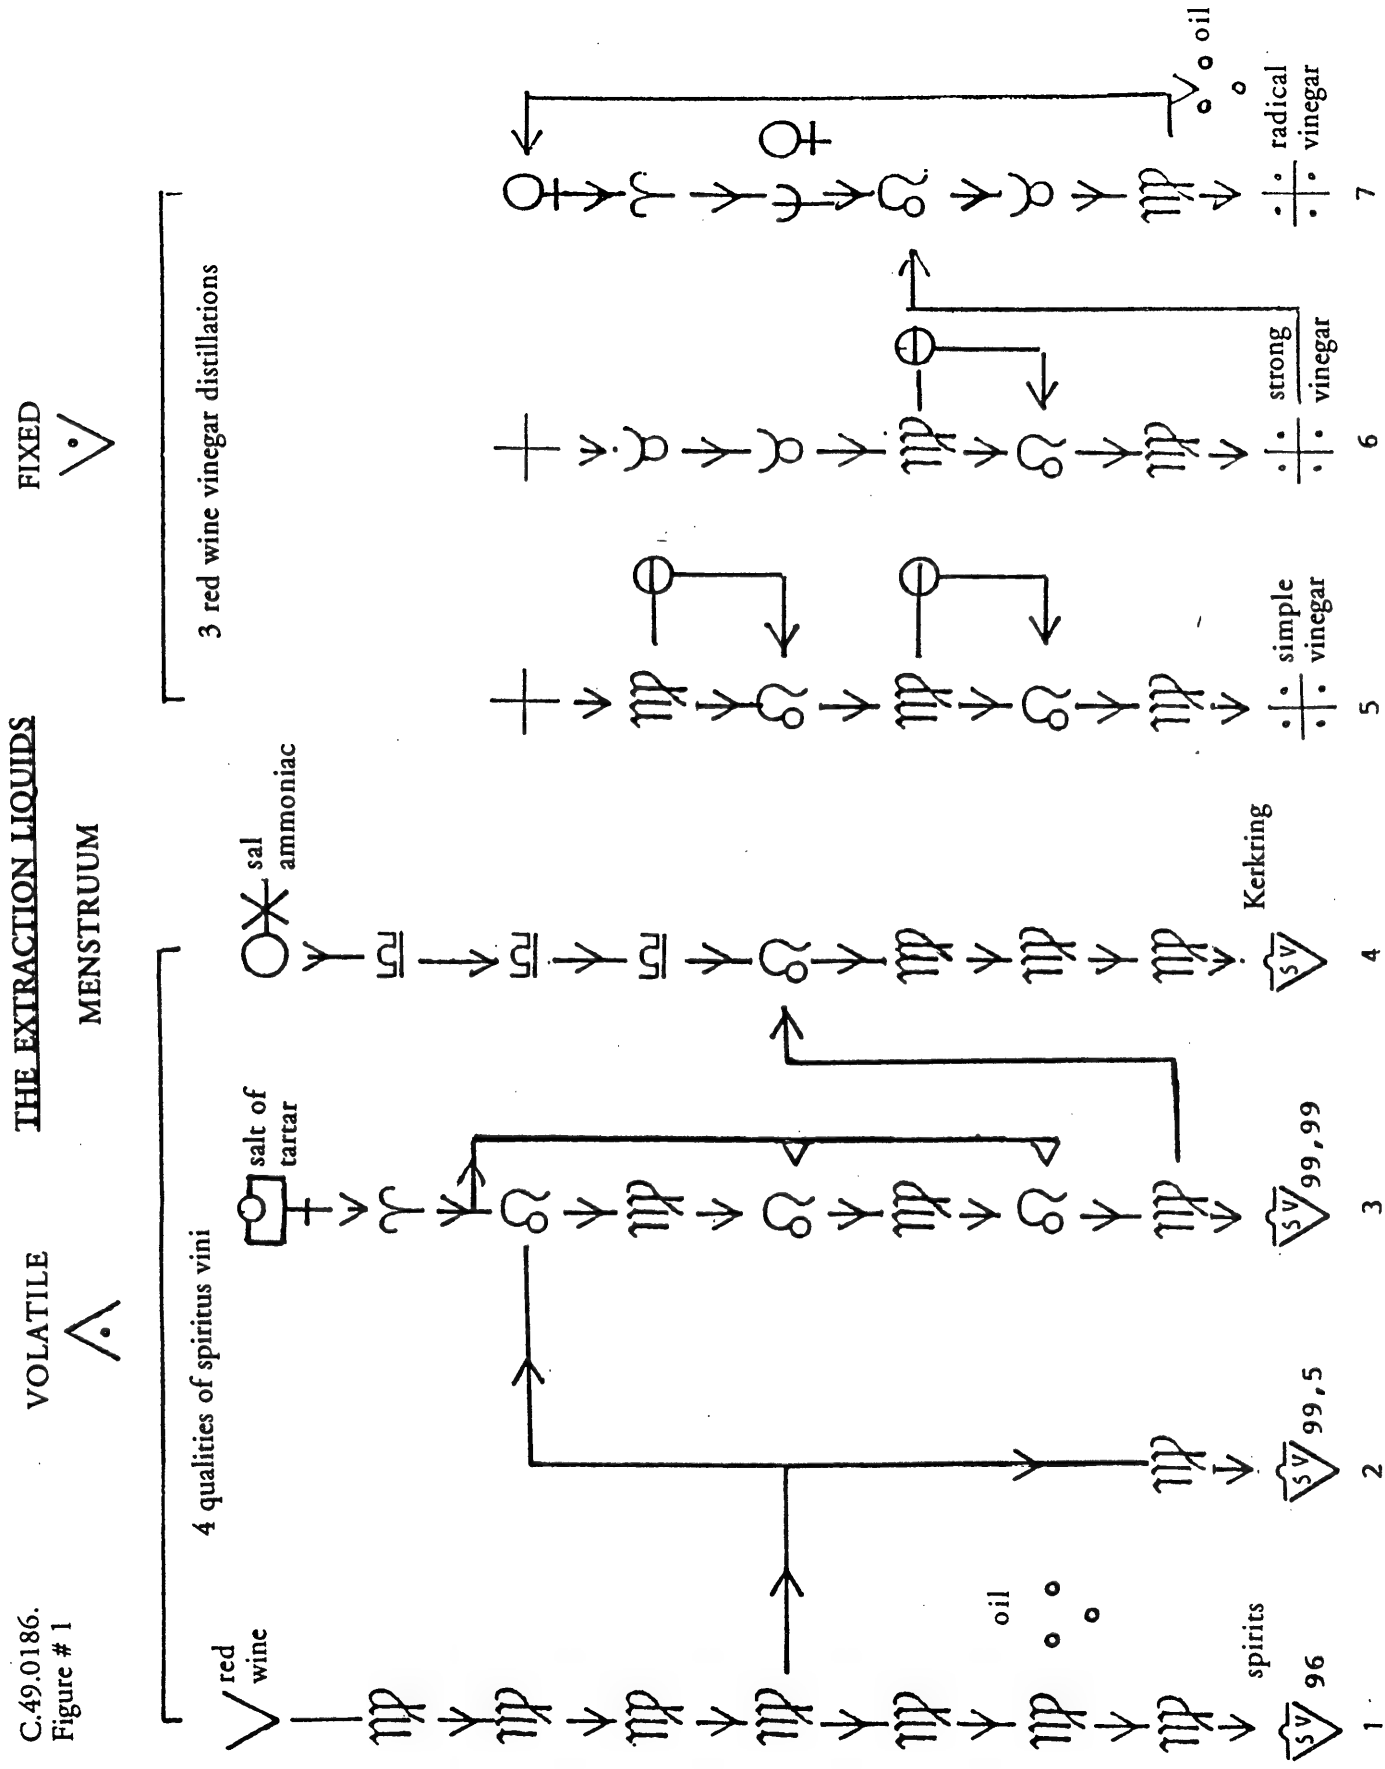 C.49.0186.
Figure # 1
THE EXTRACTION LIQUIDS
VOLATILE
MENSTRUUM
FIXED
4 qualities of spiritus vini
3 red wine vinegar distillations
red
wine
salt of
tartar
sal
ammoniac
oil
spirits
SV
96
1
SV
99,5
2
SV
99,99
3
Kerkring
SV
4
simple
vinegar
5
strong
vinegar
6
oil
radical
vinegar
7